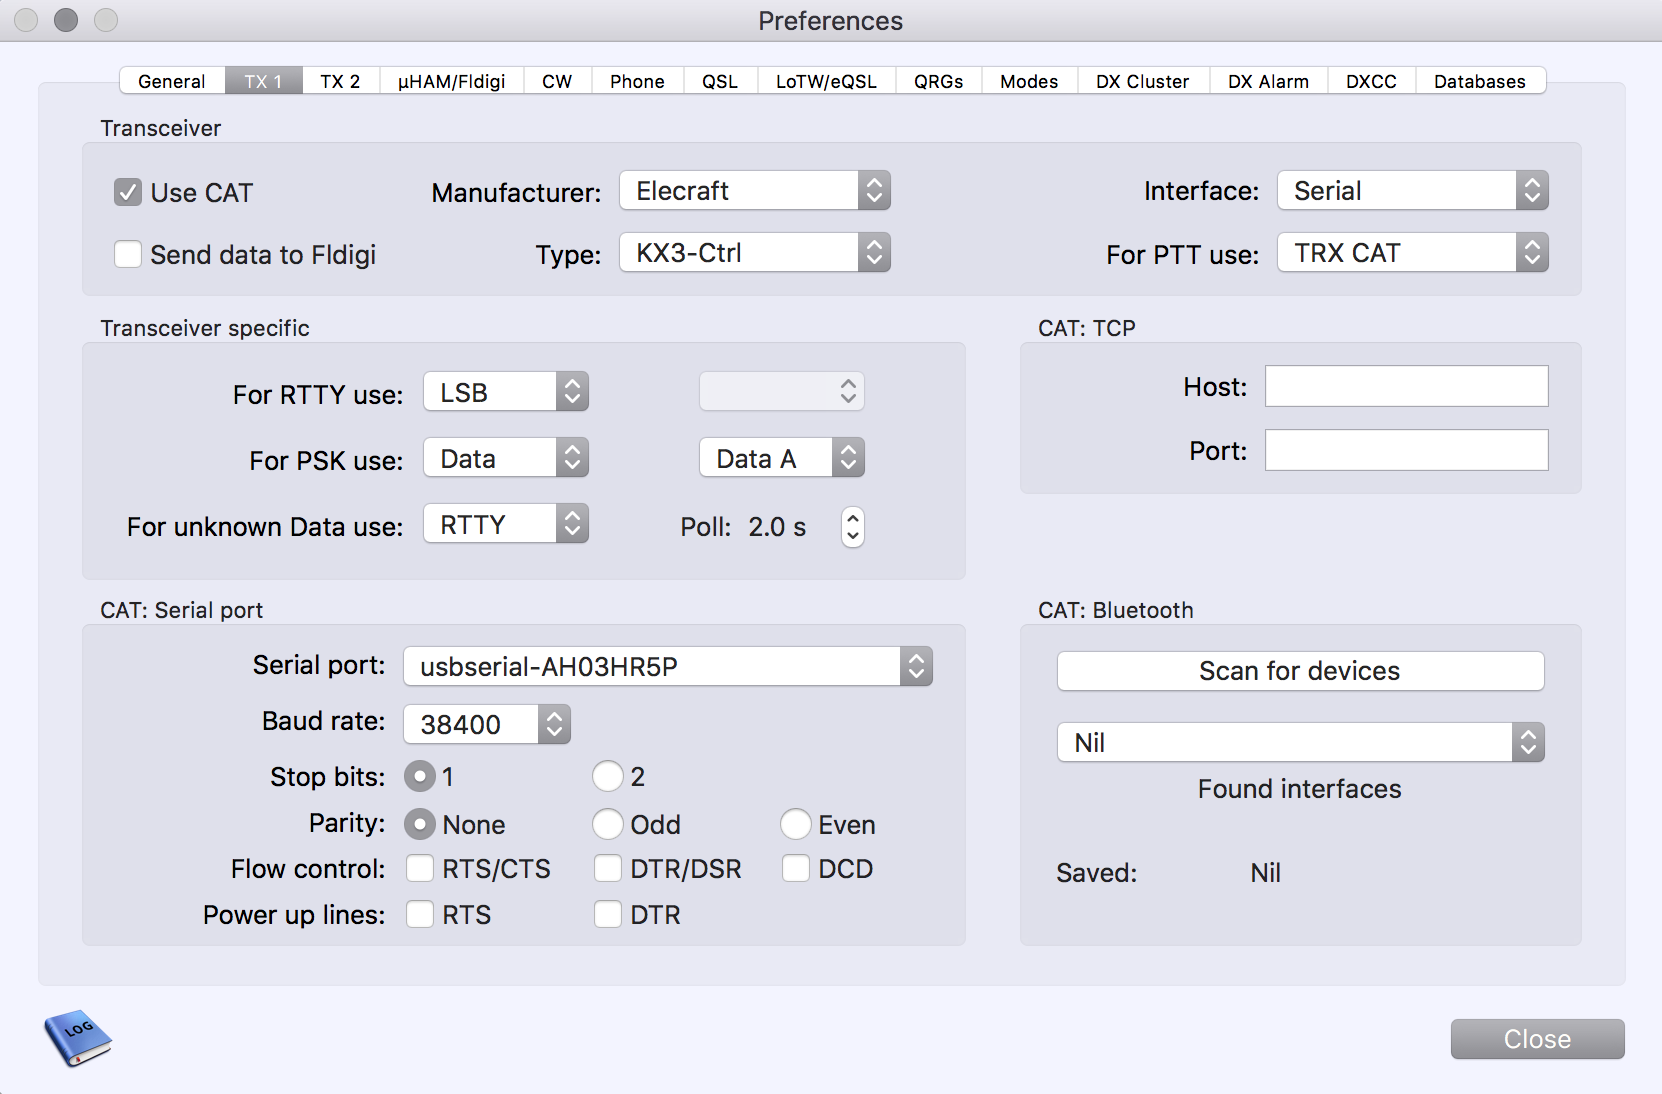 Preferences
General TX 1 TX 2 µHAM/Fldigi CW Phone QSL LoTW/eQSL QRGs Modes DX Cluster DX Alarm DXCC Databases
Transceiver
Use CAT Manufacturer: Elecraft Interface: Serial
Send data to Fldigi Type: KX3-Ctrl For PTT use: TRX CAT
Transceiver specific
For RTTY use: LSB
For PSK use: Data Data A
For unknown Data use: RTTY Poll: 2.0 s
CAT: TCP
Host:
Port:
CAT: Serial port
Serial port: usbserial-AH03HR5P
Baud rate: 38400
Stop bits: 1 2
Parity: None Odd Even
Flow control: RTS/CTS DTR/DSR DCD
Power up lines: RTS DTR
CAT: Bluetooth
Scan for devices
Nil
Found interfaces
Saved: Nil
LOG
Close